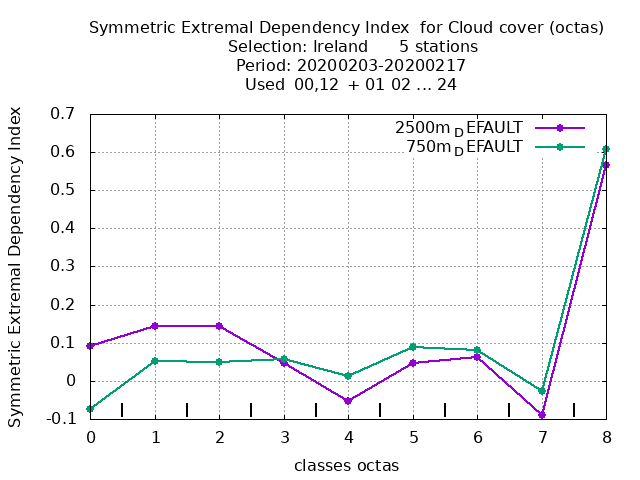 Symmetric Extremal Dependency Index for Cloud cover (octas)
Selection: Ireland 5 stations
Period: 20200203-20200217
Used 00,12 + 01 02 ... 24
Symmetric Extremal Dependency Index
0.7
0.6
0.5
0.4
0.3
0.2
0.1
0
-0.1
2500m_DEFAULT
750m_DEFAULT
0 1 2 3 4 5 6 7 8
classes octas